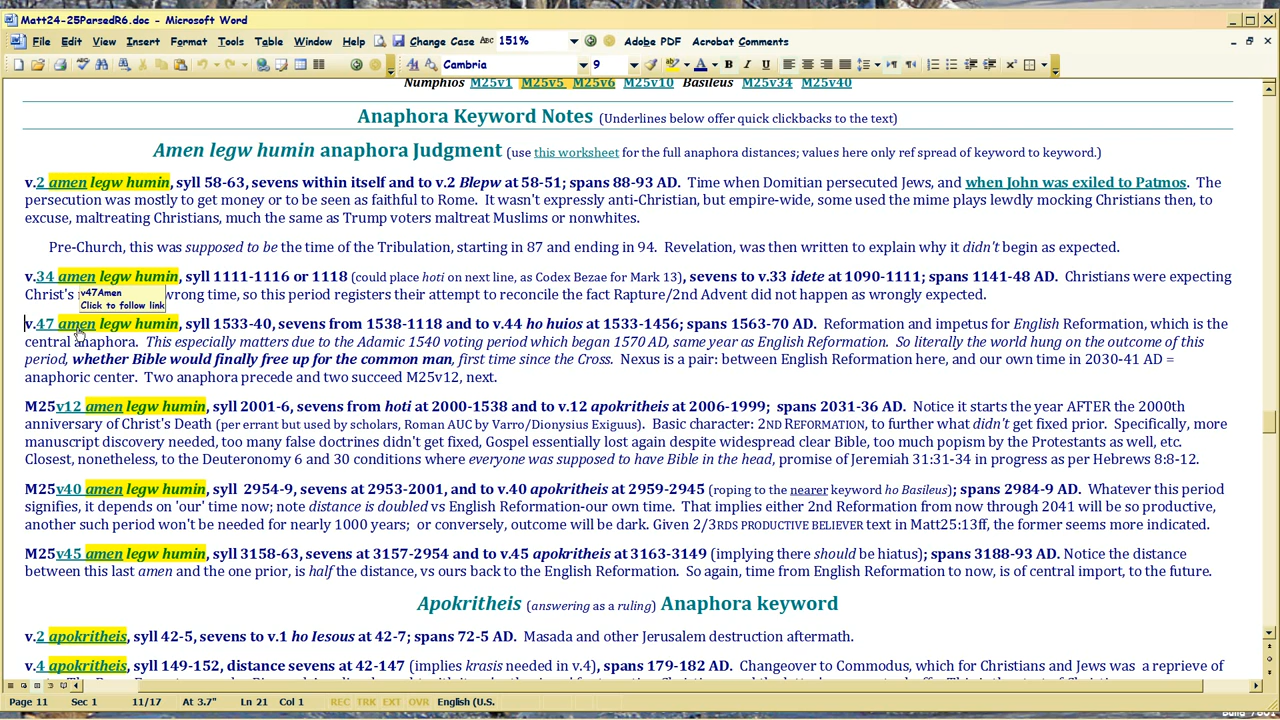 Matt24-25ParsedR6.doc - Microsoft Word
File Edit View Insert Format Tools Table Window Help Change Case ABC 151% Adobe PDF Acrobat Comments
Cambria 9 B I U
Numphios M25v1 M25v5 M25v6 M25v10 Basileus M25v34 M25v40
Anaphora Keyword Notes (Underlines below offer quick clickbacks to the text)
Amen legw humin anaphora Judgment (use this worksheet for the full anaphora distances; values here only ref spread of keyword to keyword.)
v.2 amen legw humin, syll 58-63, sevens within itself and to v.2 Blepw at 58-51; spans 88-93 AD. Time when Domitian persecuted Jews, and when John was exiled to Patmos. The
persecution was mostly to get money or to be seen as faithful to Rome. It wasn't expressly anti-Christian, but empire-wide, some used the mime plays lewdly mocking Christians then, to
excuse, maltreating Christians, much the same as Trump voters maltreat Muslims or nonwhites.
Pre-Church, this was supposed to be the time of the Tribulation, starting in 87 and ending in 94. Revelation, was then written to explain why it didn't begin as expected.
v.34 amen legw humin, syll 1111-1116 or 1118 (could place hoti on next line, as Codex Bezae for Mark 13), sevens to v.33 idete at 1090-1111; spans 1141-48 AD. Christians were expecting
Christ's wrong time, so this period registers their attempt to reconcile the fact Rapture/2nd Advent did not happen as wrongly expected.
v47Amen
Click to follow link
v.47 amen legw humin, syll 1533-40, sevens from 1538-1118 and to v.44 ho huios at 1533-1456; spans 1563-70 AD. Reformation and impetus for English Reformation, which is the
central anaphora. This especially matters due to the Adamic 1540 voting period which began 1570 AD, same year as English Reformation. So literally the world hung on the outcome of this
period, whether Bible would finally free up for the common man, first time since the Cross. Nexus is a pair: between English Reformation here, and our own time in 2030-41 AD =
anaphoric center. Two anaphora precede and two succeed M25v12, next.
M25v12 amen legw humin, syll 2001-6, sevens from hoti at 2000-1538 and to v.12 apokritheis at 2006-1999; spans 2031-36 AD. Notice it starts the year AFTER the 2000th
anniversary of Christ's Death (per errant but used by scholars, Roman AUC by Varro/Dionysius Exiguus). Basic character: 2ND REFORMATION, to further what didn't get fixed prior. Specifically, more
manuscript discovery needed, too many false doctrines didn't get fixed, Gospel essentially lost again despite widespread clear Bible, too much popism by the Protestants as well, etc.
Closest, nonetheless, to the Deuteronomy 6 and 30 conditions where everyone was supposed to have Bible in the head, promise of Jeremiah 31:31-34 in progress as per Hebrews 8:8-12.
M25v40 amen legw humin, syll 2954-9, sevens at 2953-2001, and to v.40 apokritheis at 2959-2945 (roping to the nearer keyword ho Basileus); spans 2984-9 AD. Whatever this period
signifies, it depends on 'our' time now; note distance is doubled vs English Reformation-our own time. That implies either 2nd Reformation from now through 2041 will be so productive,
another such period won't be needed for nearly 1000 years; or conversely, outcome will be dark. Given 2/3RDS PRODUCTIVE BELIEVER text in Matt25:13ff, the former seems more indicated.
M25v45 amen legw humin, syll 3158-63, sevens at 3157-2954 and to v.45 apokritheis at 3163-3149 (implying there should be hiatus); spans 3188-93 AD. Notice the distance
between this last amen and the one prior, is half the distance, vs ours back to the English Reformation. So again, time from English Reformation to now, is of central import, to the future.
Apokritheis (answering as a ruling) Anaphora keyword
v.2 apokritheis, syll 42-5, sevens to v.1 ho Iesous at 42-7; spans 72-5 AD. Masada and other Jerusalem destruction aftermath.
v.4 apokritheis, syll 149-152, distance sevens at 42-147 (implies krasis needed in v.4), spans 179-182 AD. Changeover to Commodus, which for Christians and Jews was a reprieve of
Page 11 Sec 1 11/17 At 3.7" Ln 21 Col 1 REC TRK EXT OVR English (U.S.